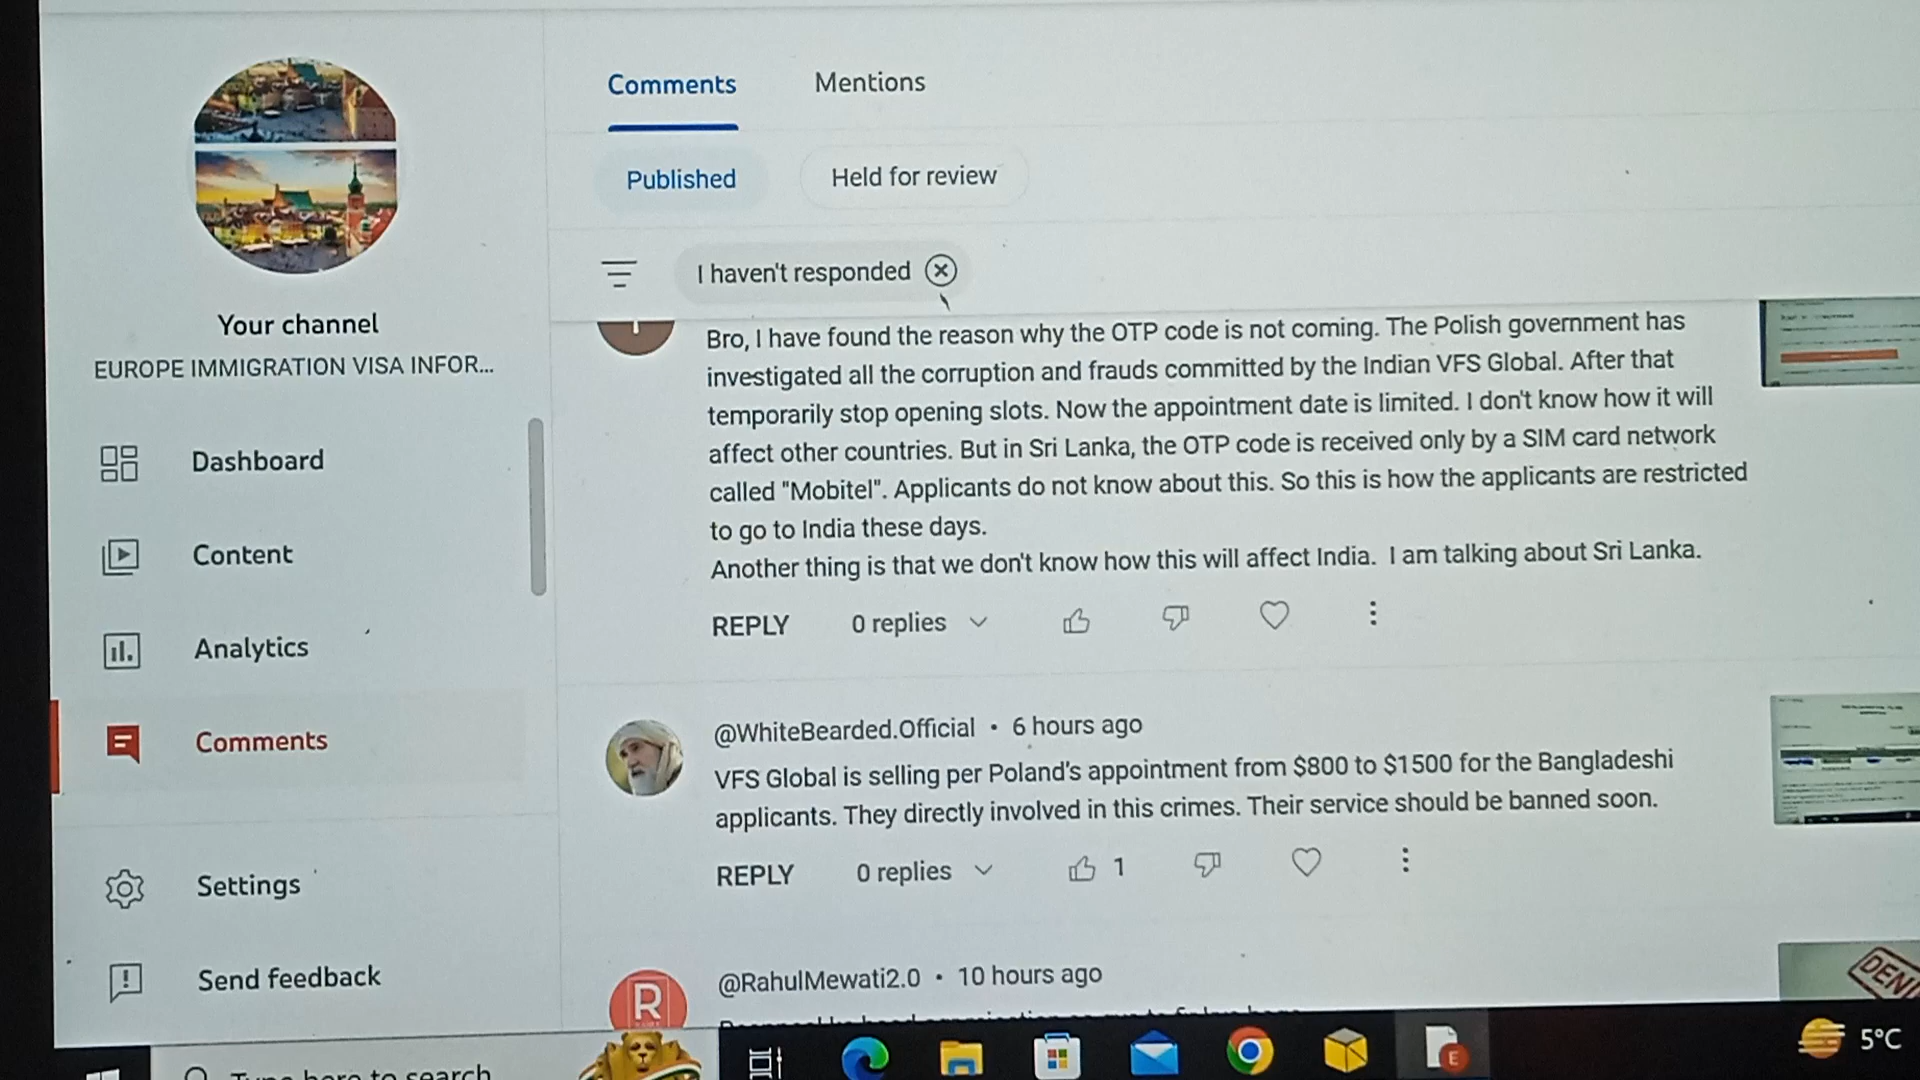 Comments
Mentions
Published
Held for review
I haven't responded
Your channel
EUROPE IMMIGRATION VISA INFOR...
Dashboard
Content
Analytics
Comments
Settings
Send feedback
Bro, I have found the reason why the OTP code is not coming. The Polish government has
investigated all the corruption and frauds committed by the Indian VFS Global. After that
temporarily stop opening slots. Now the appointment date is limited. I don't know how it will
affect other countries. But in Sri Lanka, the OTP code is received only by a SIM card network
called "Mobitel". Applicants do not know about this. So this is how the applicants are restricted
to go to India these days.
Another thing is that we don't know how this will affect India. I am talking about Sri Lanka.
REPLY 0 replies
@WhiteBearded.Official • 6 hours ago
VFS Global is selling per Poland's appointment from $800 to $1500 for the Bangladeshi
applicants. They directly involved in this crimes. Their service should be banned soon.
REPLY 0 replies 1
R
@RahulMewati2.0 • 10 hours ago
Type here to search
E
5°C